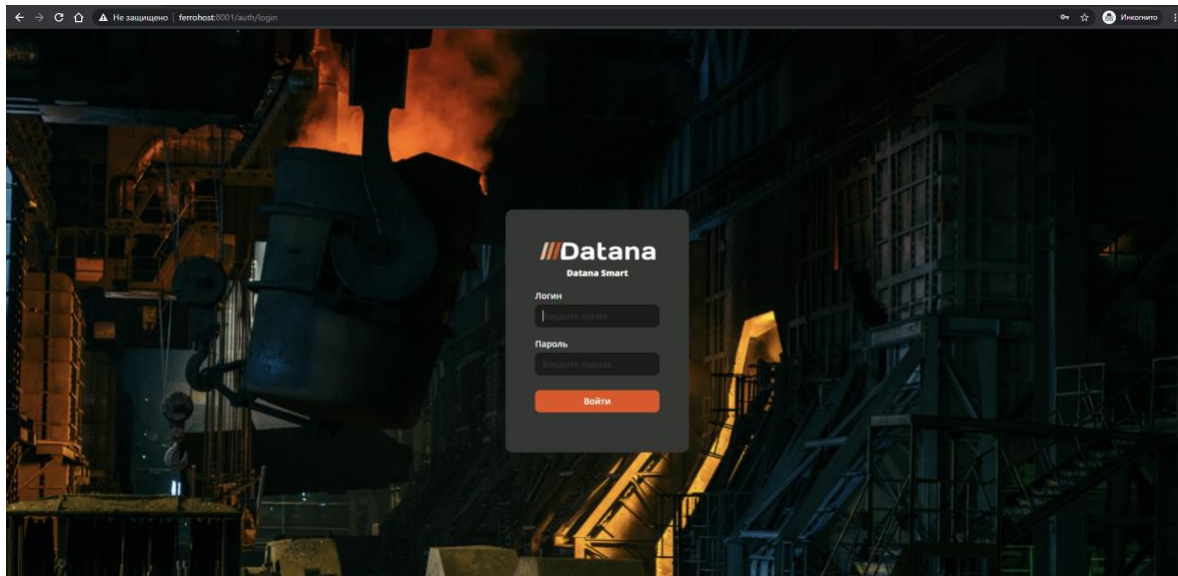 Не защищено | ferrohost:8001/auth/login
Инкогнито
///Datana
Datana Smart
Логин
Введите логин
Пароль
Введите пароль
Войти